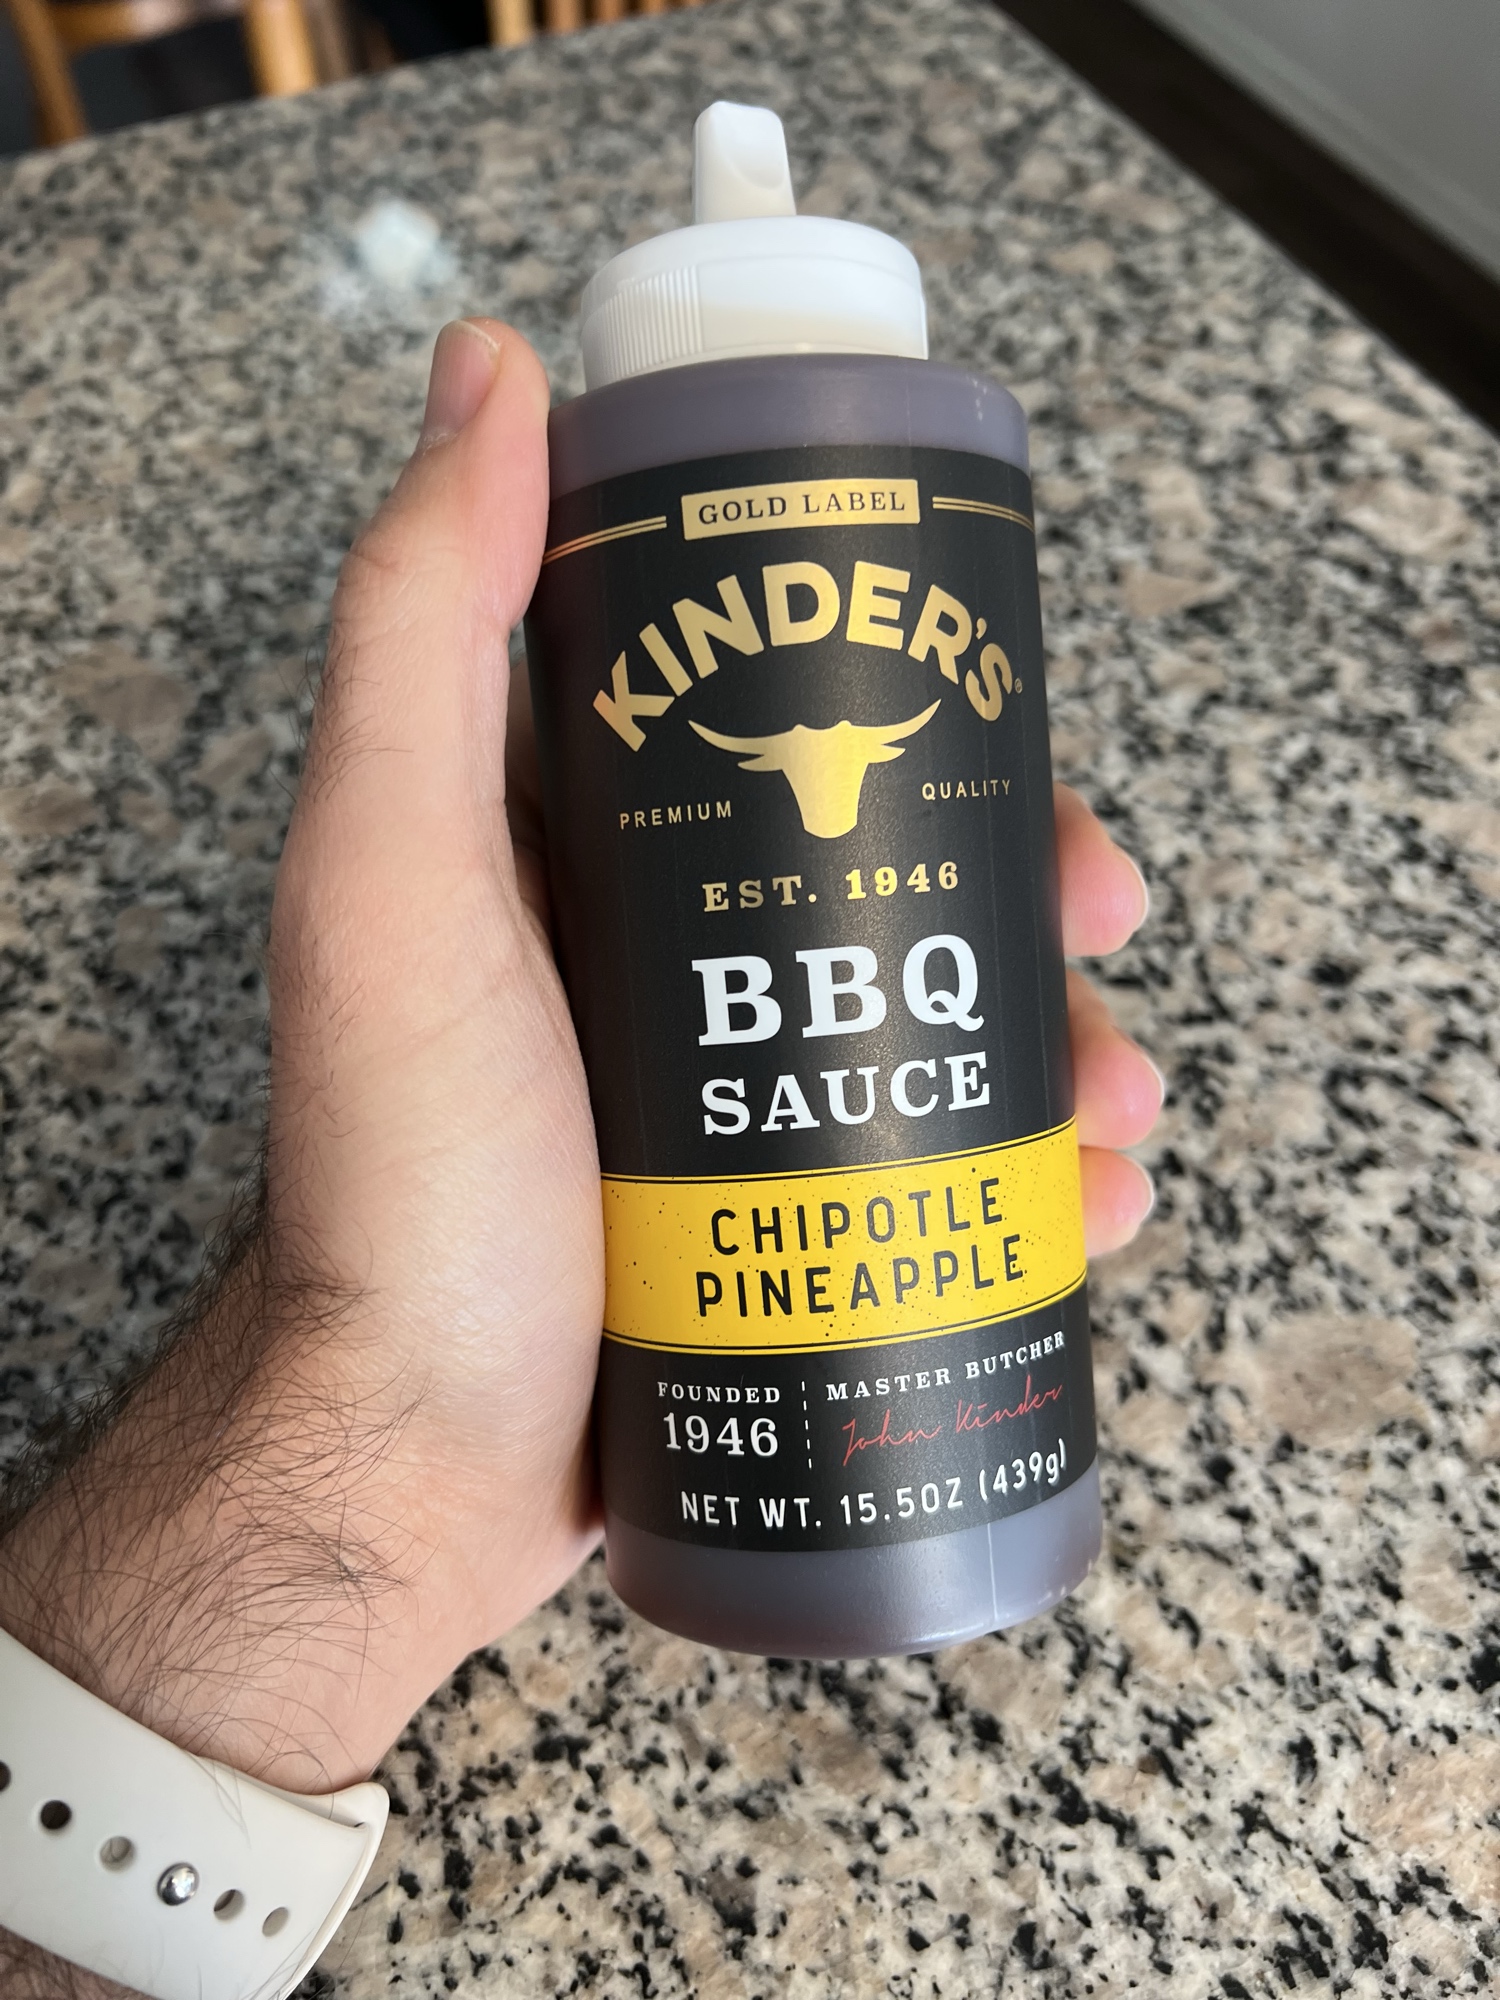 GOLD LABEL
KINDER'S®
PREMIUM QUALITY
EST. 1946
BBQ
SAUCE
CHIPOTLE
PINEAPPLE
FOUNDED
1946
MASTER BUTCHER
John Kinder
NET WT. 15.5OZ (439g)